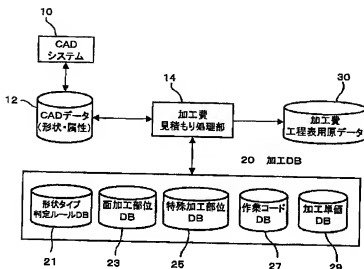 10
CAD
システム
12
CADデータ
(形状・属性)
14
加工費
見積もり処理部
30
加工費
工程表用原データ
20 加工DB
形状タイプ
判定ルールDB
面加工部位
DB
特殊加工部位
DB
作業コードDB
加工単価
DB
21
23
25
27
29